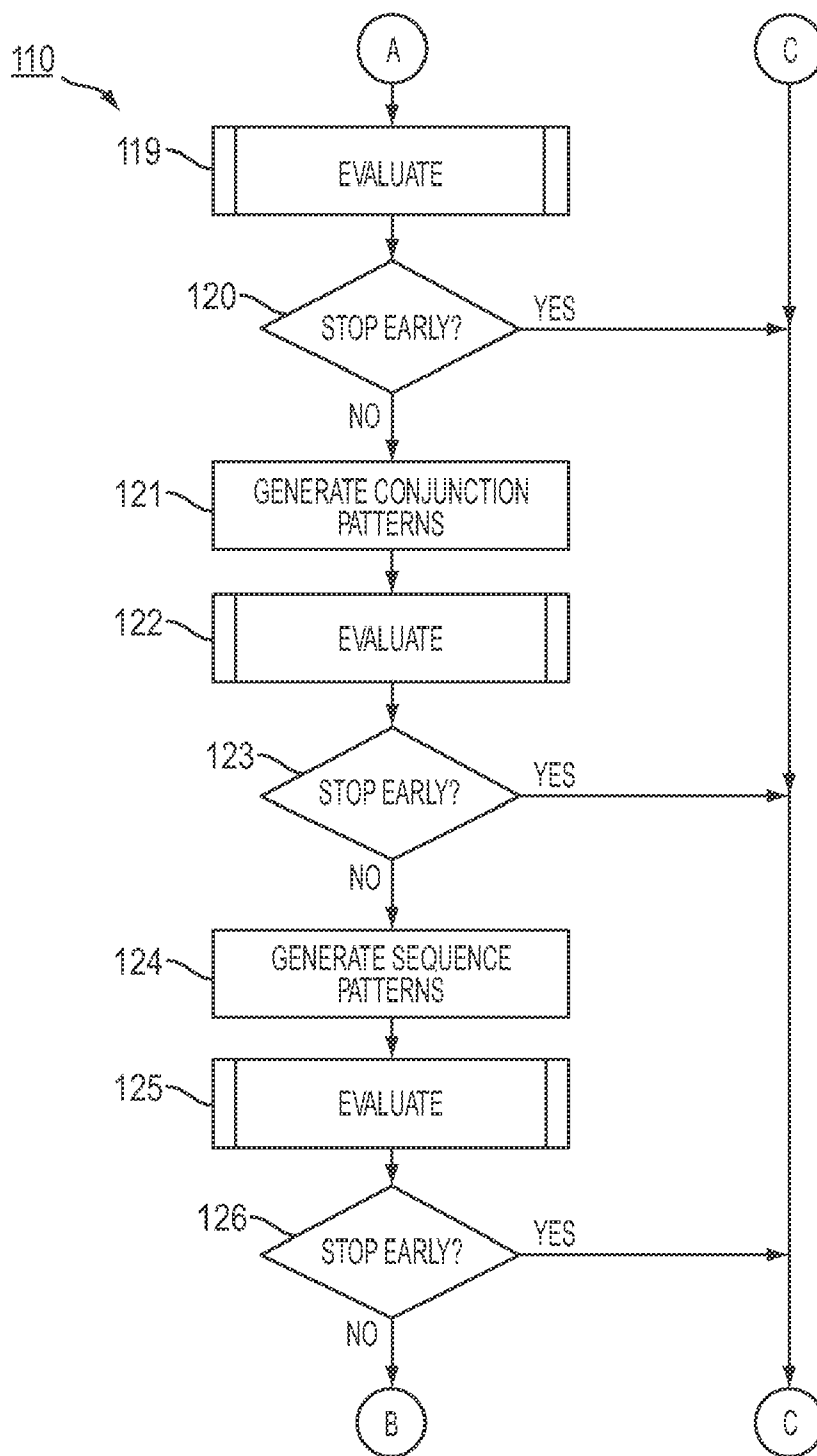 110
A
C
119
EVALUATE
120
STOP EARLY?
YES
NO
121
GENERATE CONJUNCTION
PATTERNS
122
EVALUATE
123
STOP EARLY?
YES
NO
124
GENERATE SEQUENCE
PATTERNS
125
EVALUATE
126
STOP EARLY?
YES
NO
B
C